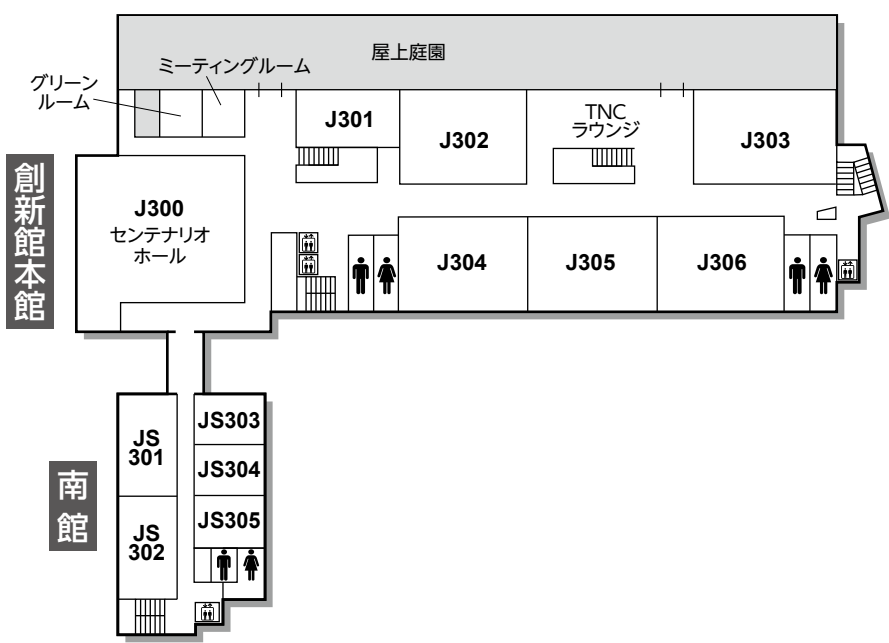 屋上庭園
ミーティングルーム
グリーン
ルーム
J301
J302
TNC
ラウンジ
J303
創新館本館
J300
センテナリオ
ホール
J304
J305
J306
南館
JS
301
JS
302
JS303
JS304
JS305